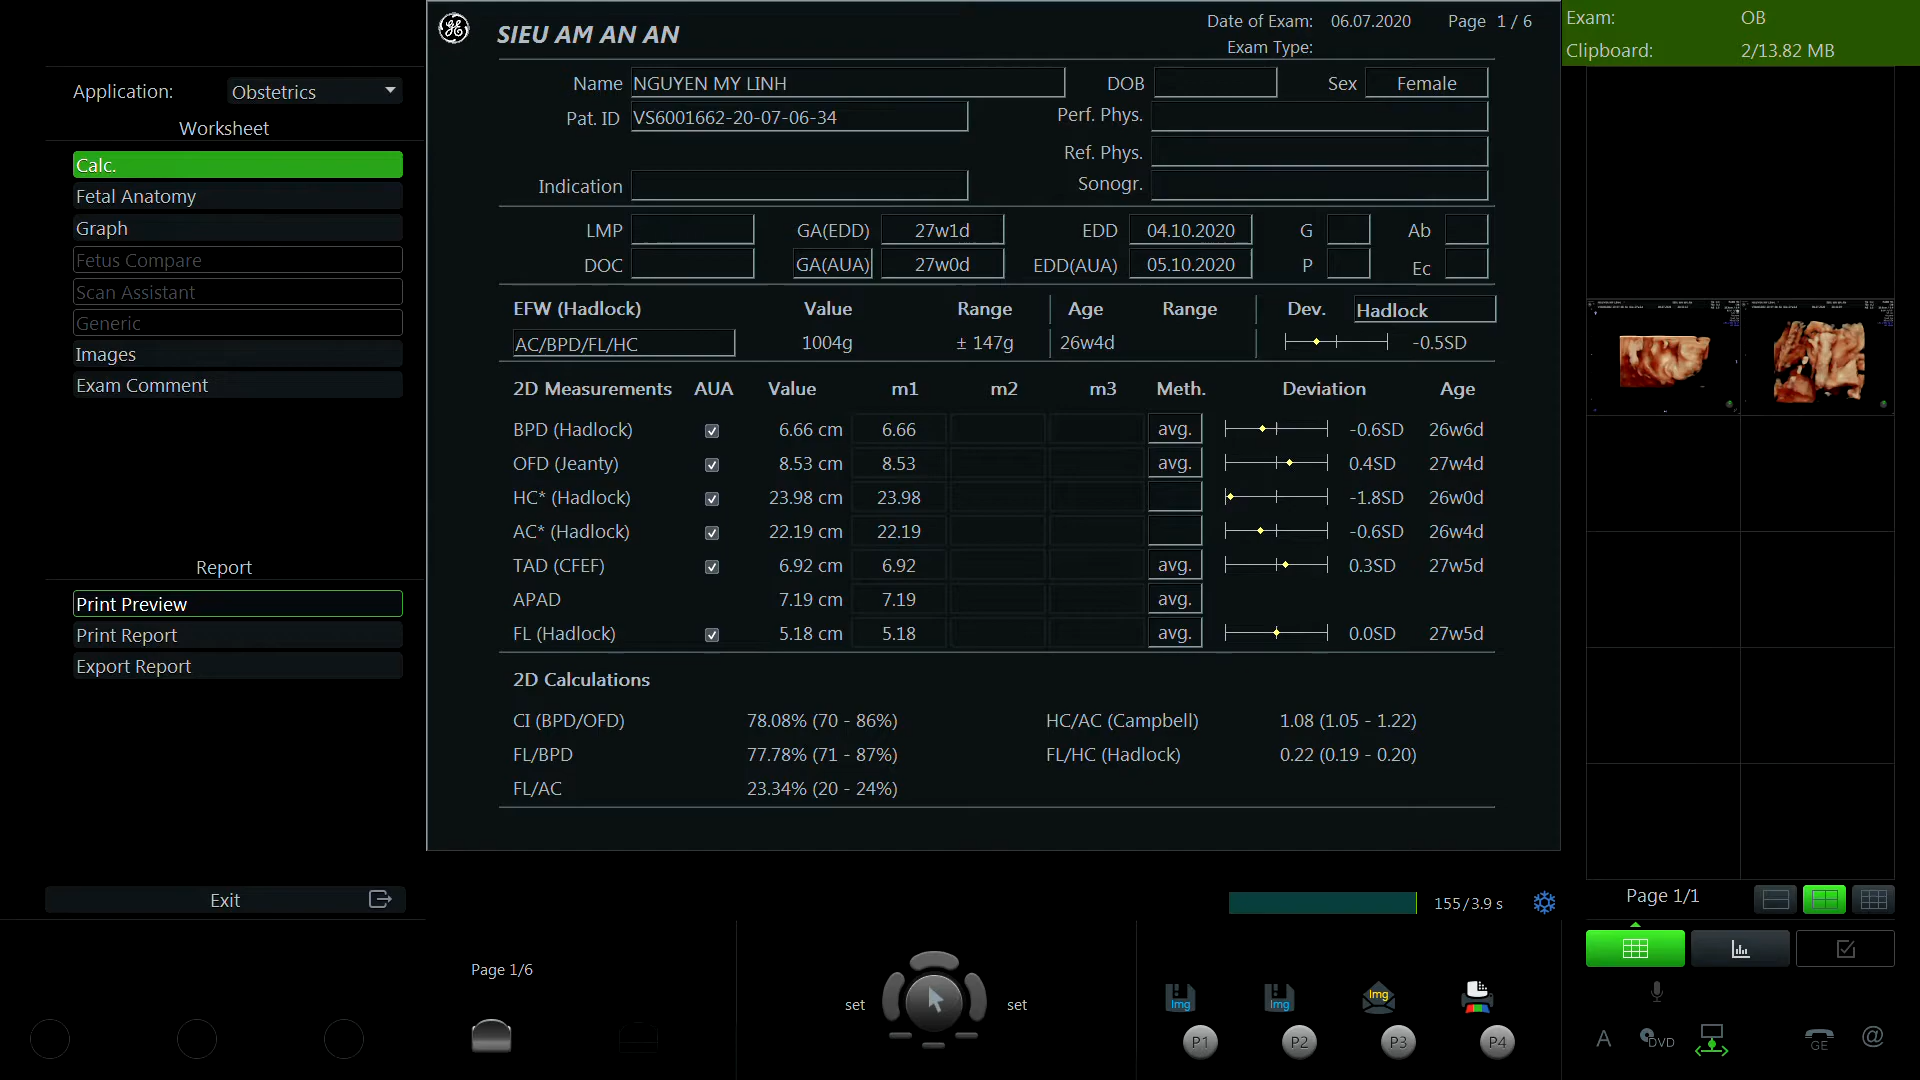 SIEU AM AN AN
Date of Exam: 06.07.2020 Page 1 / 6
Exam Type:
Exam: OB
Clipboard: 2/13.82 MB
Application: Obstetrics
Worksheet
Calc.
Fetal Anatomy
Graph
Fetus Compare
Scan Assistant
Generic
Images
Exam Comment
Report
Print Preview
Print Report
Export Report
Exit
Name NGUYEN MY LINH DOB Sex Female
Pat. ID VS6001662-20-07-06-34 Perf. Phys.
Ref. Phys.
Indication Sonogr.
LMP GA(EDD) 27w1d EDD 04.10.2020 G Ab
DOC GA(AUA) 27w0d EDD(AUA) 05.10.2020 P Ec
EFW (Hadlock) Value Range Age Range Dev. Hadlock
AC/BPD/FL/HC 1004g ± 147g 26w4d -0.5SD
2D Measurements AUA Value m1 m2 m3 Meth. Deviation Age
BPD (Hadlock) 6.66 cm 6.66 avg. -0.6SD 26w6d
OFD (Jeanty) 8.53 cm 8.53 avg. 0.4SD 27w4d
HC* (Hadlock) 23.98 cm 23.98 -1.8SD 26w0d
AC* (Hadlock) 22.19 cm 22.19 -0.6SD 26w4d
TAD (CFEF) 6.92 cm 6.92 avg. 0.3SD 27w5d
APAD 7.19 cm 7.19 avg.
FL (Hadlock) 5.18 cm 5.18 avg. 0.0SD 27w5d
2D Calculations
CI (BPD/OFD) 78.08% (70 - 86%) HC/AC (Campbell) 1.08 (1.05 - 1.22)
FL/BPD 77.78% (71 - 87%) FL/HC (Hadlock) 0.22 (0.19 - 0.20)
FL/AC 23.34% (20 - 24%)
155/3.9 s
Page 1/1
Page 1/6
set set
Img Img Img
P1 P2 P3 P4
A DVD GE @